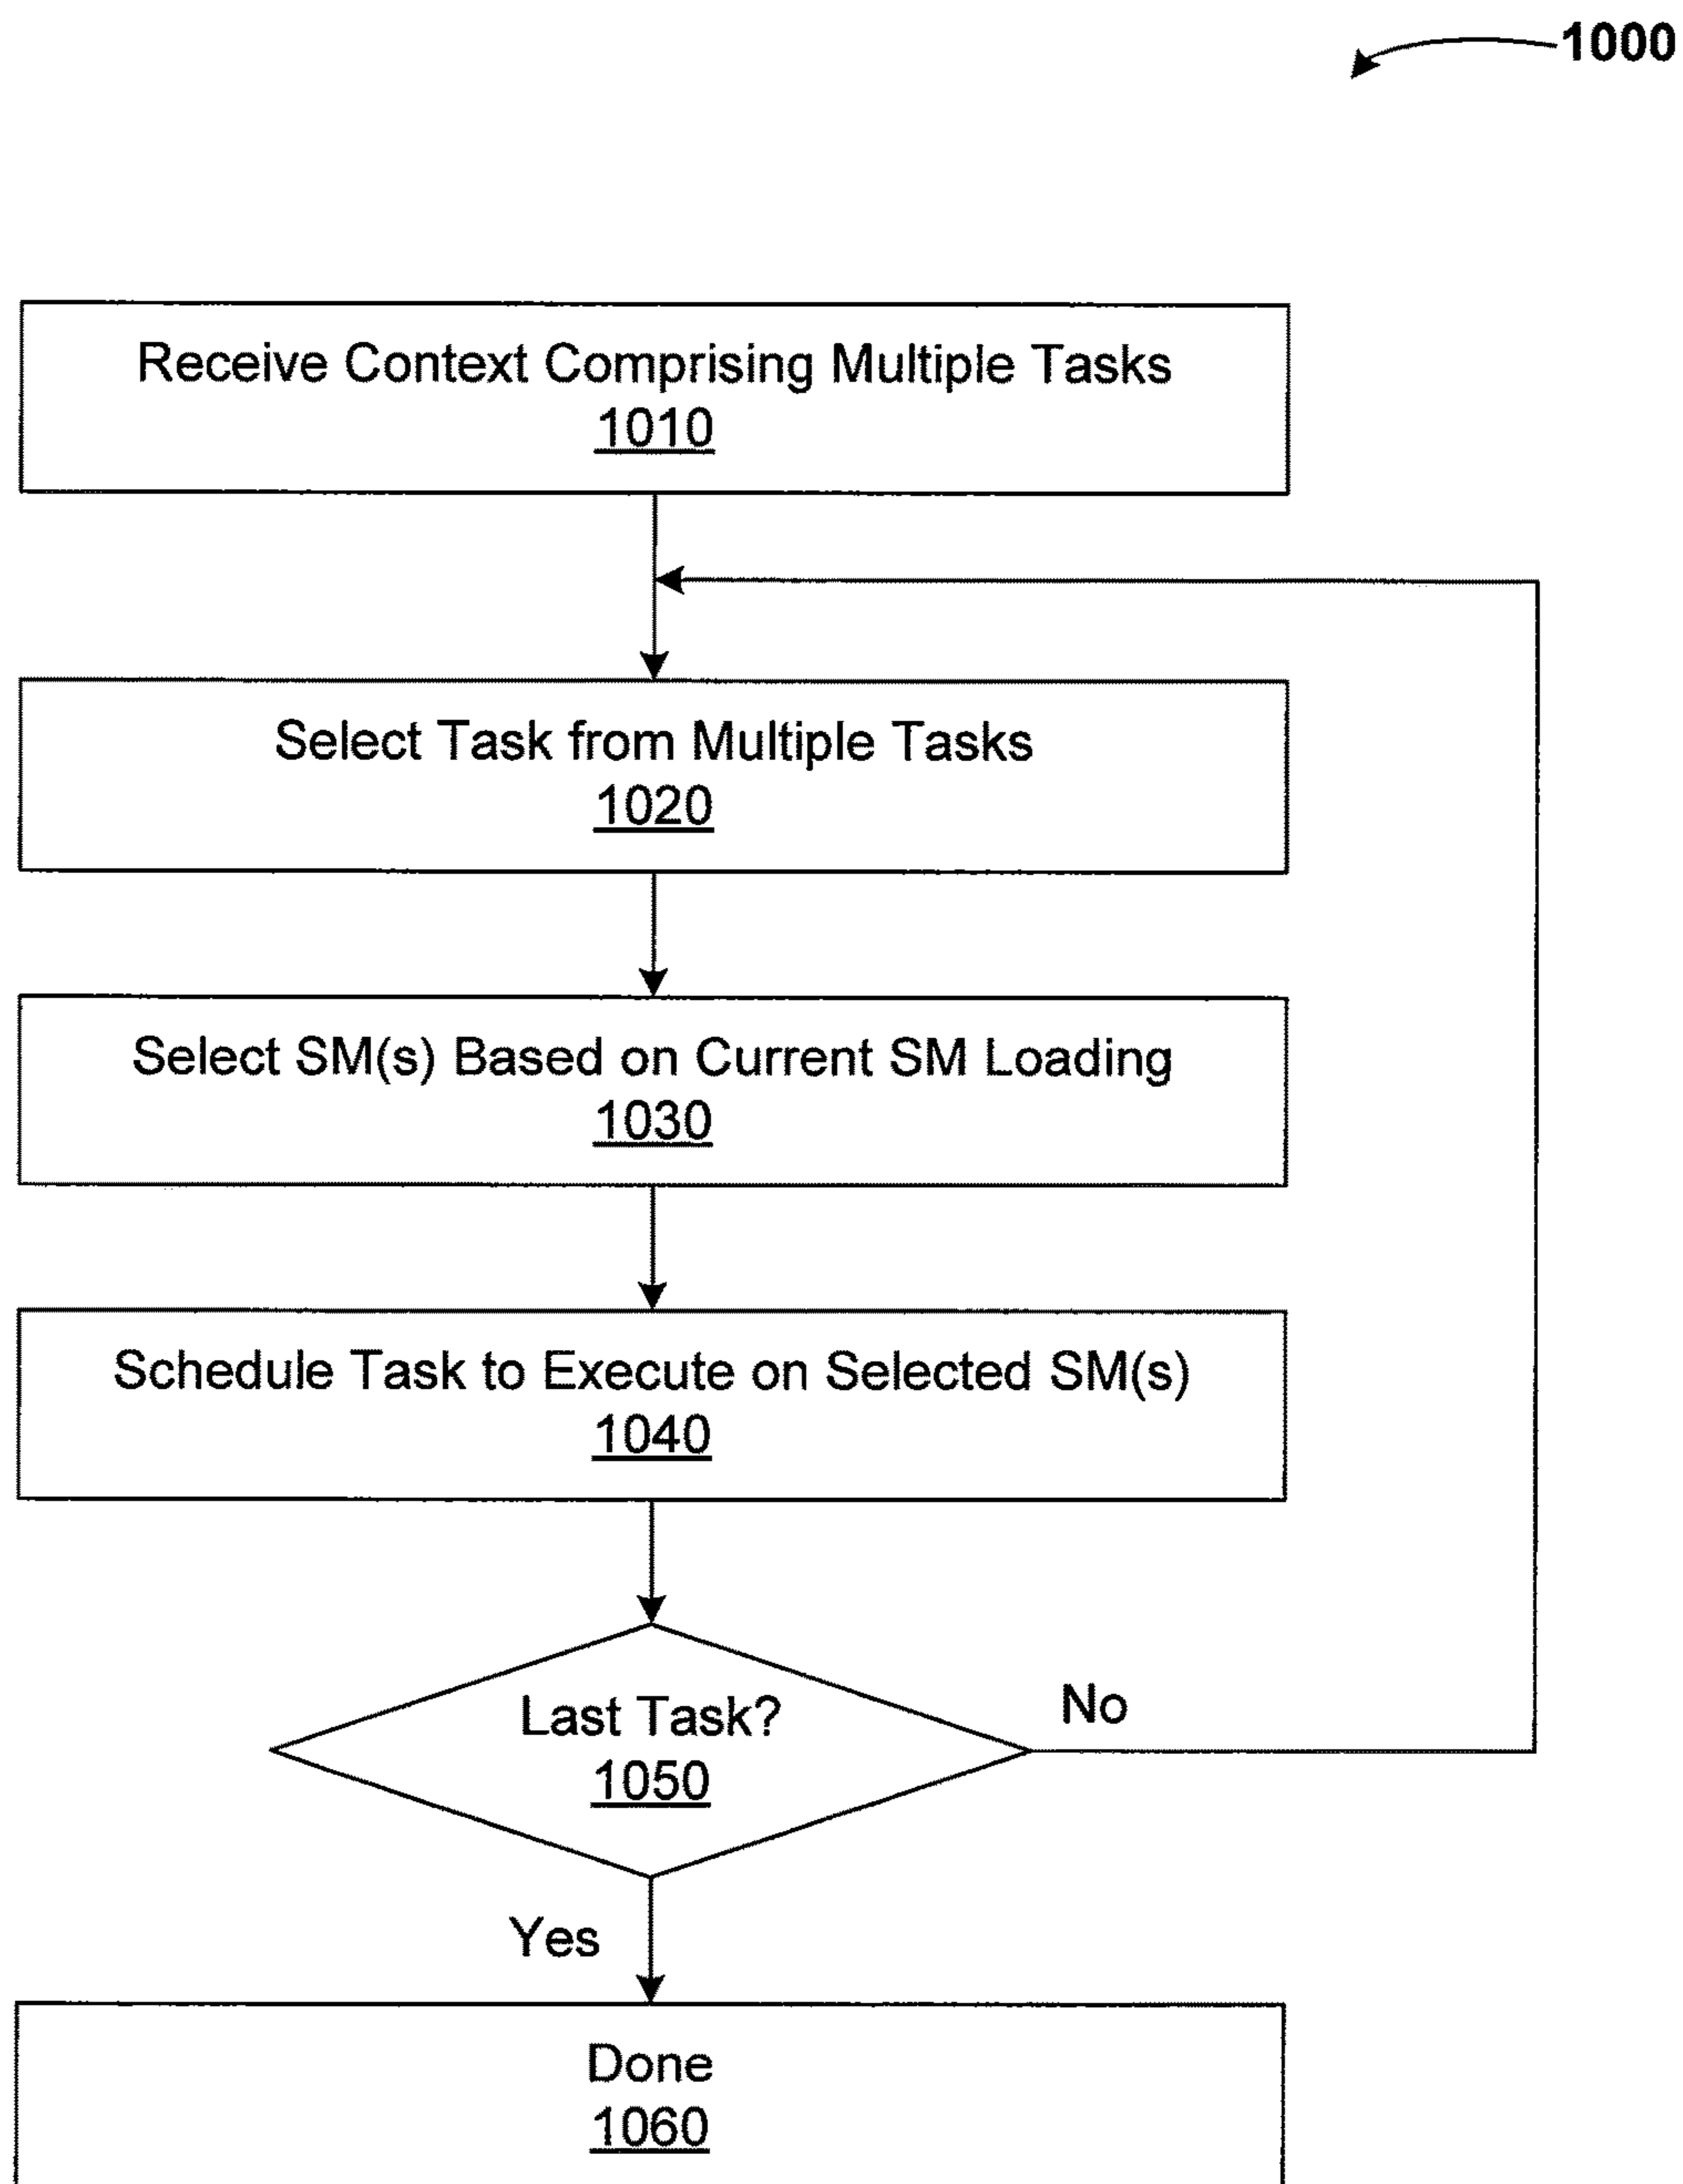 1000
Receive Context Comprising Multiple Tasks
1010
Select Task from Multiple Tasks
1020
Select SM(s) Based on Current SM Loading
1030
Schedule Task to Execute on Selected SM(s)
1040
Last Task?
1050
No
Yes
Done
1060